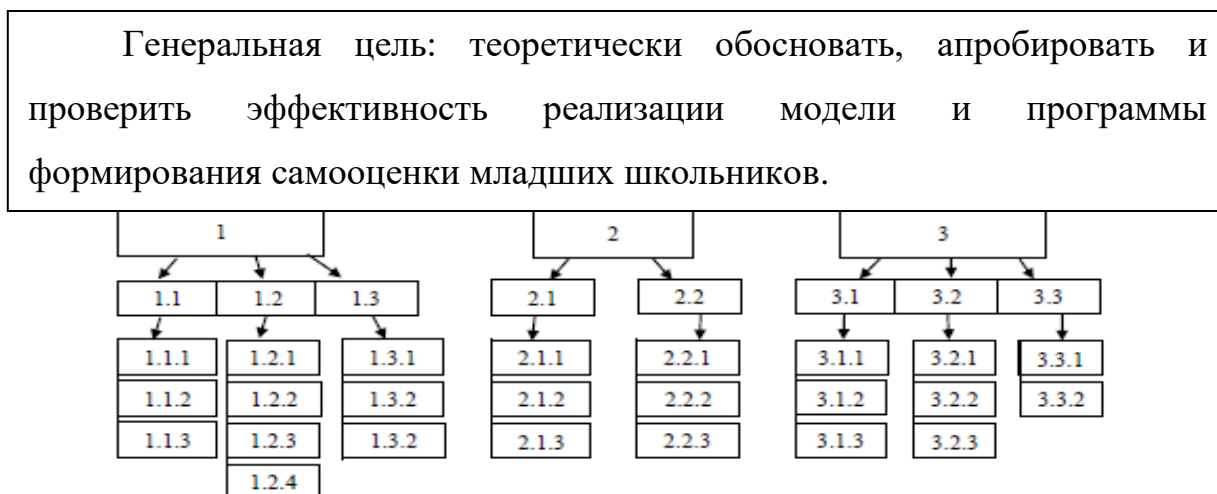 Генеральная цель: теоретически обосновать, апробировать и
проверить эффективность реализации модели и программы
формирования самооценки младших школьников.
1 2 3
1.1 1.2 1.3 2.1 2.2 3.1 3.2 3.3
1.1.1 1.2.1 1.3.1 2.1.1 2.2.1 3.1.1 3.2.1 3.3.1
1.1.2 1.2.2 1.3.2 2.1.2 2.2.2 3.1.2 3.2.2 3.3.2
1.1.3 1.2.3 1.3.2 2.1.3 2.2.3 3.1.3 3.2.3
1.2.4